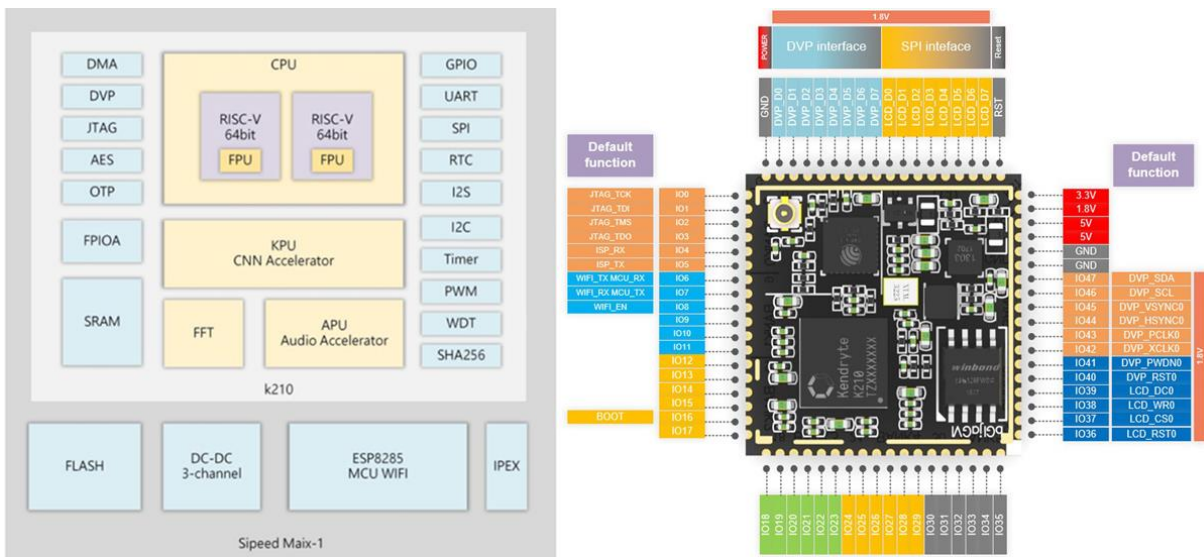 DMA
DVP
JTAG
AES
OTP
FPIOA
SRAM
CPU
RISC-V
64bit
FPU
RISC-V
64bit
FPU
KPU
CNN Accelerator
FFT
APU
Audio Accelerator
GPIO
UART
SPI
RTC
I2S
I2C
Timer
PWM
WDT
SHA256
k210
FLASH
DC-DC
3-channel
ESP8285
MCU WIFI
IPEX
Sipeed Maix-1
1.8V
POWER
DVP interface
SPI inteface
Reset
GND
DVP_D0
DVP_D1
DVP_D2
DVP_D3
DVP_D4
DVP_D5
DVP_D6
DVP_D7
LCD_D0
LCD_D1
LCD_D2
LCD_D3
LCD_D4
LCD_D5
LCD_D6
LCD_D7
RST
Default
function
JTAG_TCK IO0
JTAG_TDI IO1
JTAG_TMS IO2
JTAG_TDO IO3
ISP_RX IO4
ISP_TX IO5
WIFI_TX MCU_RX IO6
WIFI_RX MCU_TX IO7
WIFI_EN IO8
IO9
IO10
IO11
IO12
IO13
IO14
IO15
BOOT IO16
IO17
Kendryte
K210
TZXXXXXXX
winbond
Default
function
3.3V
1.8V
5V
5V
GND
GND
IO47 DVP_SDA
IO46 DVP_SCL
IO45 DVP_VSYNC0
IO44 DVP_HSYNC0
IO43 DVP_PCLK0
IO42 DVP_XCLK0
IO41 DVP_PWDN0
IO40 DVP_RST0
IO39 LCD_DC0
IO38 LCD_WR0
IO37 LCD_CS0
IO36 LCD_RST0
1.8V
IO18
IO19
IO20
IO21
IO22
IO23
IO24
IO25
IO26
IO27
IO28
IO29
IO30
IO31
IO32
IO33
IO34
IO35